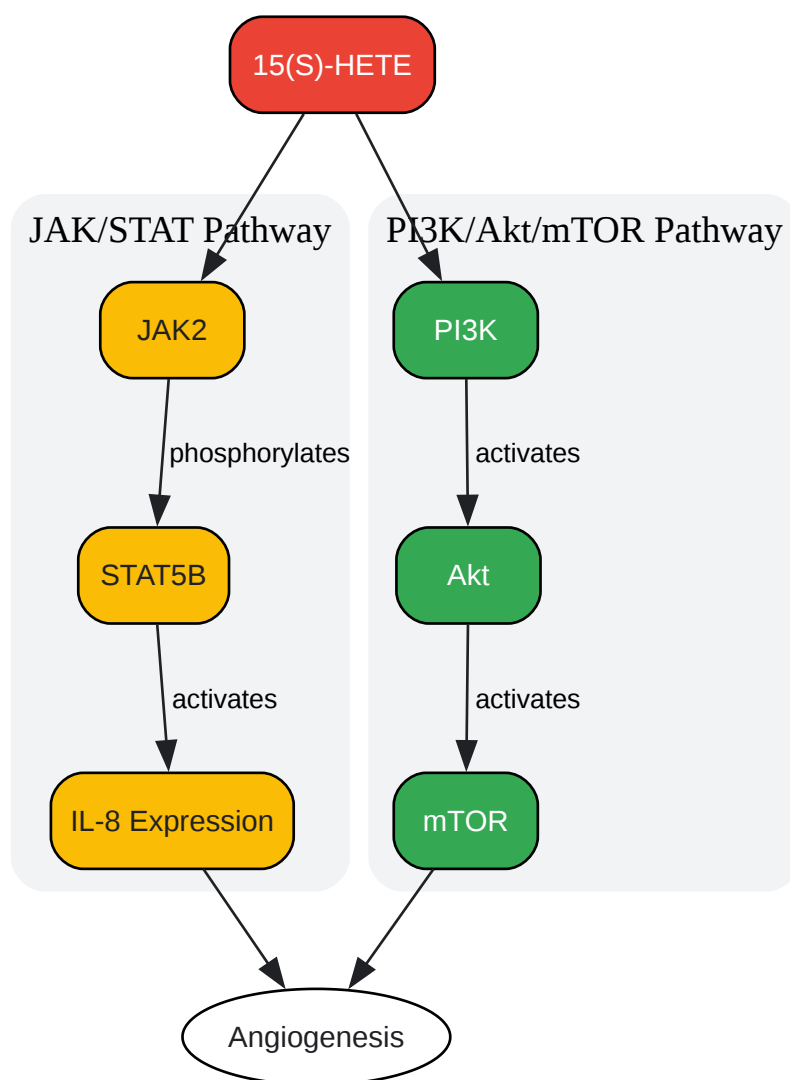 15(S)-HETE
JAK/STAT Pathway
PI3K/Akt/mTOR Pathway
JAK2
PI3K
phosphorylates
activates
STAT5B
Akt
activates
activates
IL-8 Expression
mTOR
Angiogenesis